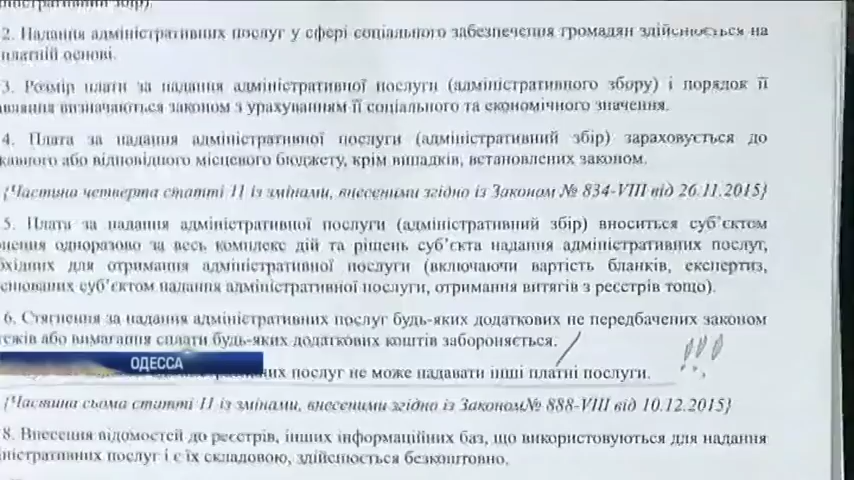 збір).
2. Надання адміністративних послуг у сфері соціального забезпечення громадян здійснюється на
платній основі.
3. Розмір плати за надання адміністративної послуги (адміністративного збору) і порядок її
визначаються законом з урахуванням її соціального та економічного значення.
4. Плата за надання адміністративної послуги (адміністративний збір) зараховується до
або відповідного місцевого бюджету, крім випадків, встановлених законом.
{Частина четверта статті 11 із змінами, внесеними згідно із Законом № 834-VIII від 26.11.2015}
5. Плата за надання адміністративної послуги (адміністративний збір) вноситься суб’єктом
одноразово за весь комплекс дій та рішень суб’єкта надання адміністративних послуг,
для отримання адміністративної послуги (включаючи вартість бланків, експертиз,
суб’єктом надання адміністративної послуги, отримання витягів з реєстрів тощо).
6. Стягнення за надання адміністративних послуг будь-яких додаткових не передбачених законом
або вимагання сплати будь-яких додаткових коштів забороняється. / !!!
ОДЕССА
послуг не може надавати інші платні послуги.
{Частина сьома статті 11 із змінами, внесеними згідно із Законом№ 888-VIII від 10.12.2015}
8. Внесення відомостей до реєстрів, інших інформаційних баз, що використовуються для надання
послуг і є їх складовою, здійснюється безкоштовно.